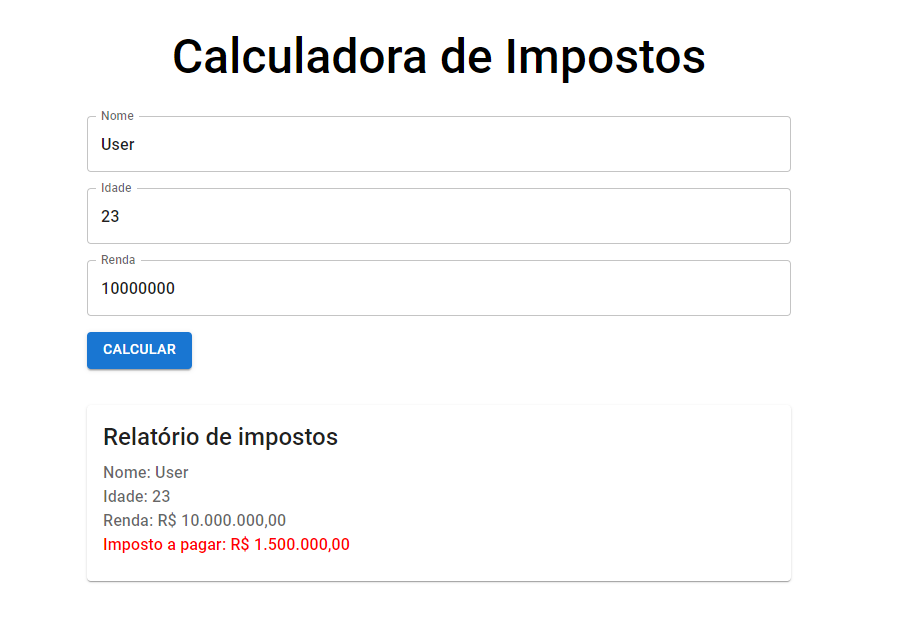 Calculadora de Impostos
Nome
User
Idade
23
Renda
10000000
CALCULAR
Relatório de impostos
Nome: User
Idade: 23
Renda: R$ 10.000.000,00
Imposto a pagar: R$ 1.500.000,00